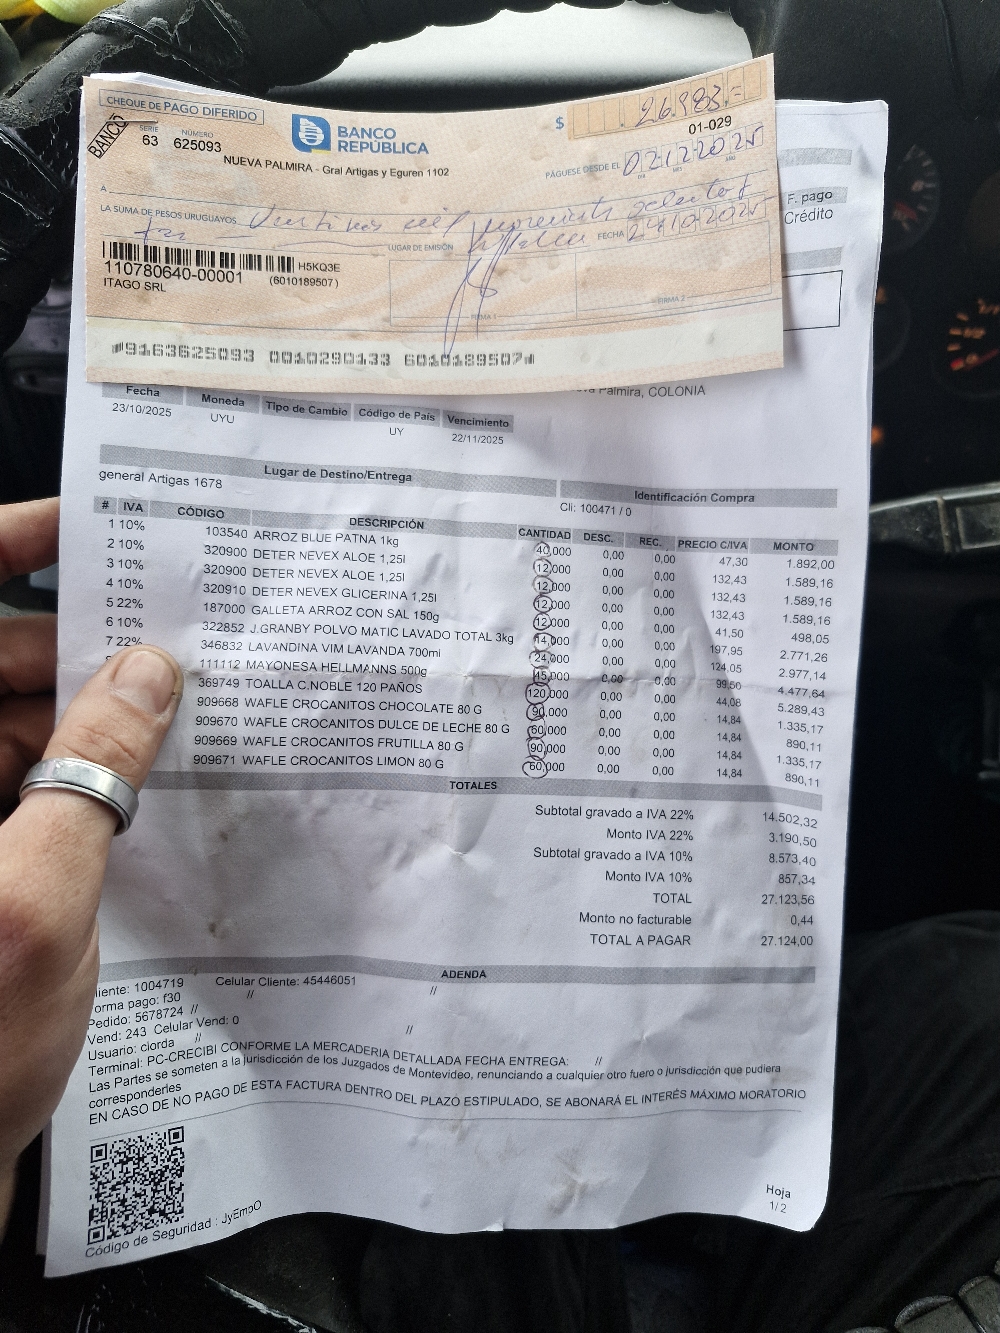 CHEQUE DE PAGO DIFERIDO
BANCO
SERIE NÚMERO
63 625093
BANCO REPÚBLICA
NUEVA PALMIRA - Gral Artigas y Eguren 1102
$ 26.983.=
01-029
PÁGUESE DESDE EL 02 12 2025
DÍA MES AÑO
A
LA SUMA DE PESOS URUGUAYOS Veintiseis mil novecientos ochenta y
tres
LUGAR DE EMISIÓN N Palmira FECHA 24 10 2025
H5KQ3E
110780640-00001 (6010189507)
ITAGO SRL
FIRMA 1 FIRMA 2
9163625093 0010290133 6010189507
F. pago
Crédito
Palmira, COLONIA
Fecha Moneda Tipo de Cambio Código de País Vencimiento
23/10/2025 UYU UY 22/11/2025
Lugar de Destino/Entrega
general Artigas 1678
Identificación Compra
Cli: 100471 / 0
# IVA CÓDIGO DESCRIPCIÓN CANTIDAD DESC. REC. PRECIO C/IVA MONTO
1 10% 103540 ARROZ BLUE PATNA 1kg 40,000 0,00 0,00 47,30 1.892,00
2 10% 320900 DETER NEVEX ALOE 1,25l 12,000 0,00 0,00 132,43 1.589,16
3 10% 320900 DETER NEVEX ALOE 1,25l 12,000 0,00 0,00 132,43 1.589,16
4 10% 320910 DETER NEVEX GLICERINA 1,25l 12,000 0,00 0,00 132,43 1.589,16
5 22% 187000 GALLETA ARROZ CON SAL 150g 12,000 0,00 0,00 41,50 498,05
6 10% 322852 J.GRANBY POLVO MATIC LAVADO TOTAL 3kg 14,000 0,00 0,00 197,95 2.771,26
7 22% 346832 LAVANDINA VIM LAVANDA 700ml 24,000 0,00 0,00 124,05 2.977,14
111112 MAYONESA HELLMANNS 500g 45,000 0,00 0,00 99,50 4.477,64
369749 TOALLA C.NOBLE 120 PAÑOS 120,000 0,00 0,00 44,08 5.289,43
909668 WAFLE CROCANITOS CHOCOLATE 80 G 90,000 0,00 0,00 14,84 1.335,17
909670 WAFLE CROCANITOS DULCE DE LECHE 80 G 60,000 0,00 0,00 14,84 890,11
909669 WAFLE CROCANITOS FRUTILLA 80 G 90,000 0,00 0,00 14,84 1.335,17
909671 WAFLE CROCANITOS LIMON 80 G 60,000 0,00 0,00 14,84 890,11
TOTALES
Subtotal gravado a IVA 22% 14.502,32
Monto IVA 22% 3.190,50
Subtotal gravado a IVA 10% 8.573,40
Monto IVA 10% 857,34
TOTAL 27.123,56
Monto no facturable 0,44
TOTAL A PAGAR 27.124,00
ADENDA
liente: 1004719 Celular Cliente: 45446051
orma pago: f30 // //
Pedido: 5678724 //
Vend: 243 Celular Vend: 0
Usuario: ciorda // //
Terminal: PC-CRECIBI CONFORME LA MERCADERIA DETALLADA FECHA ENTREGA: //
Las Partes se someten a la jurisdicción de los Juzgados de Montevideo, renunciando a cualquier otro fuero o jurisdicción que pudiera
corresponderles
EN CASO DE NO PAGO DE ESTA FACTURA DENTRO DEL PLAZO ESTIPULADO, SE ABONARÁ EL INTERÉS MÁXIMO MORATORIO
Código de Seguridad : JyEmpO
Hoja
1/ 2